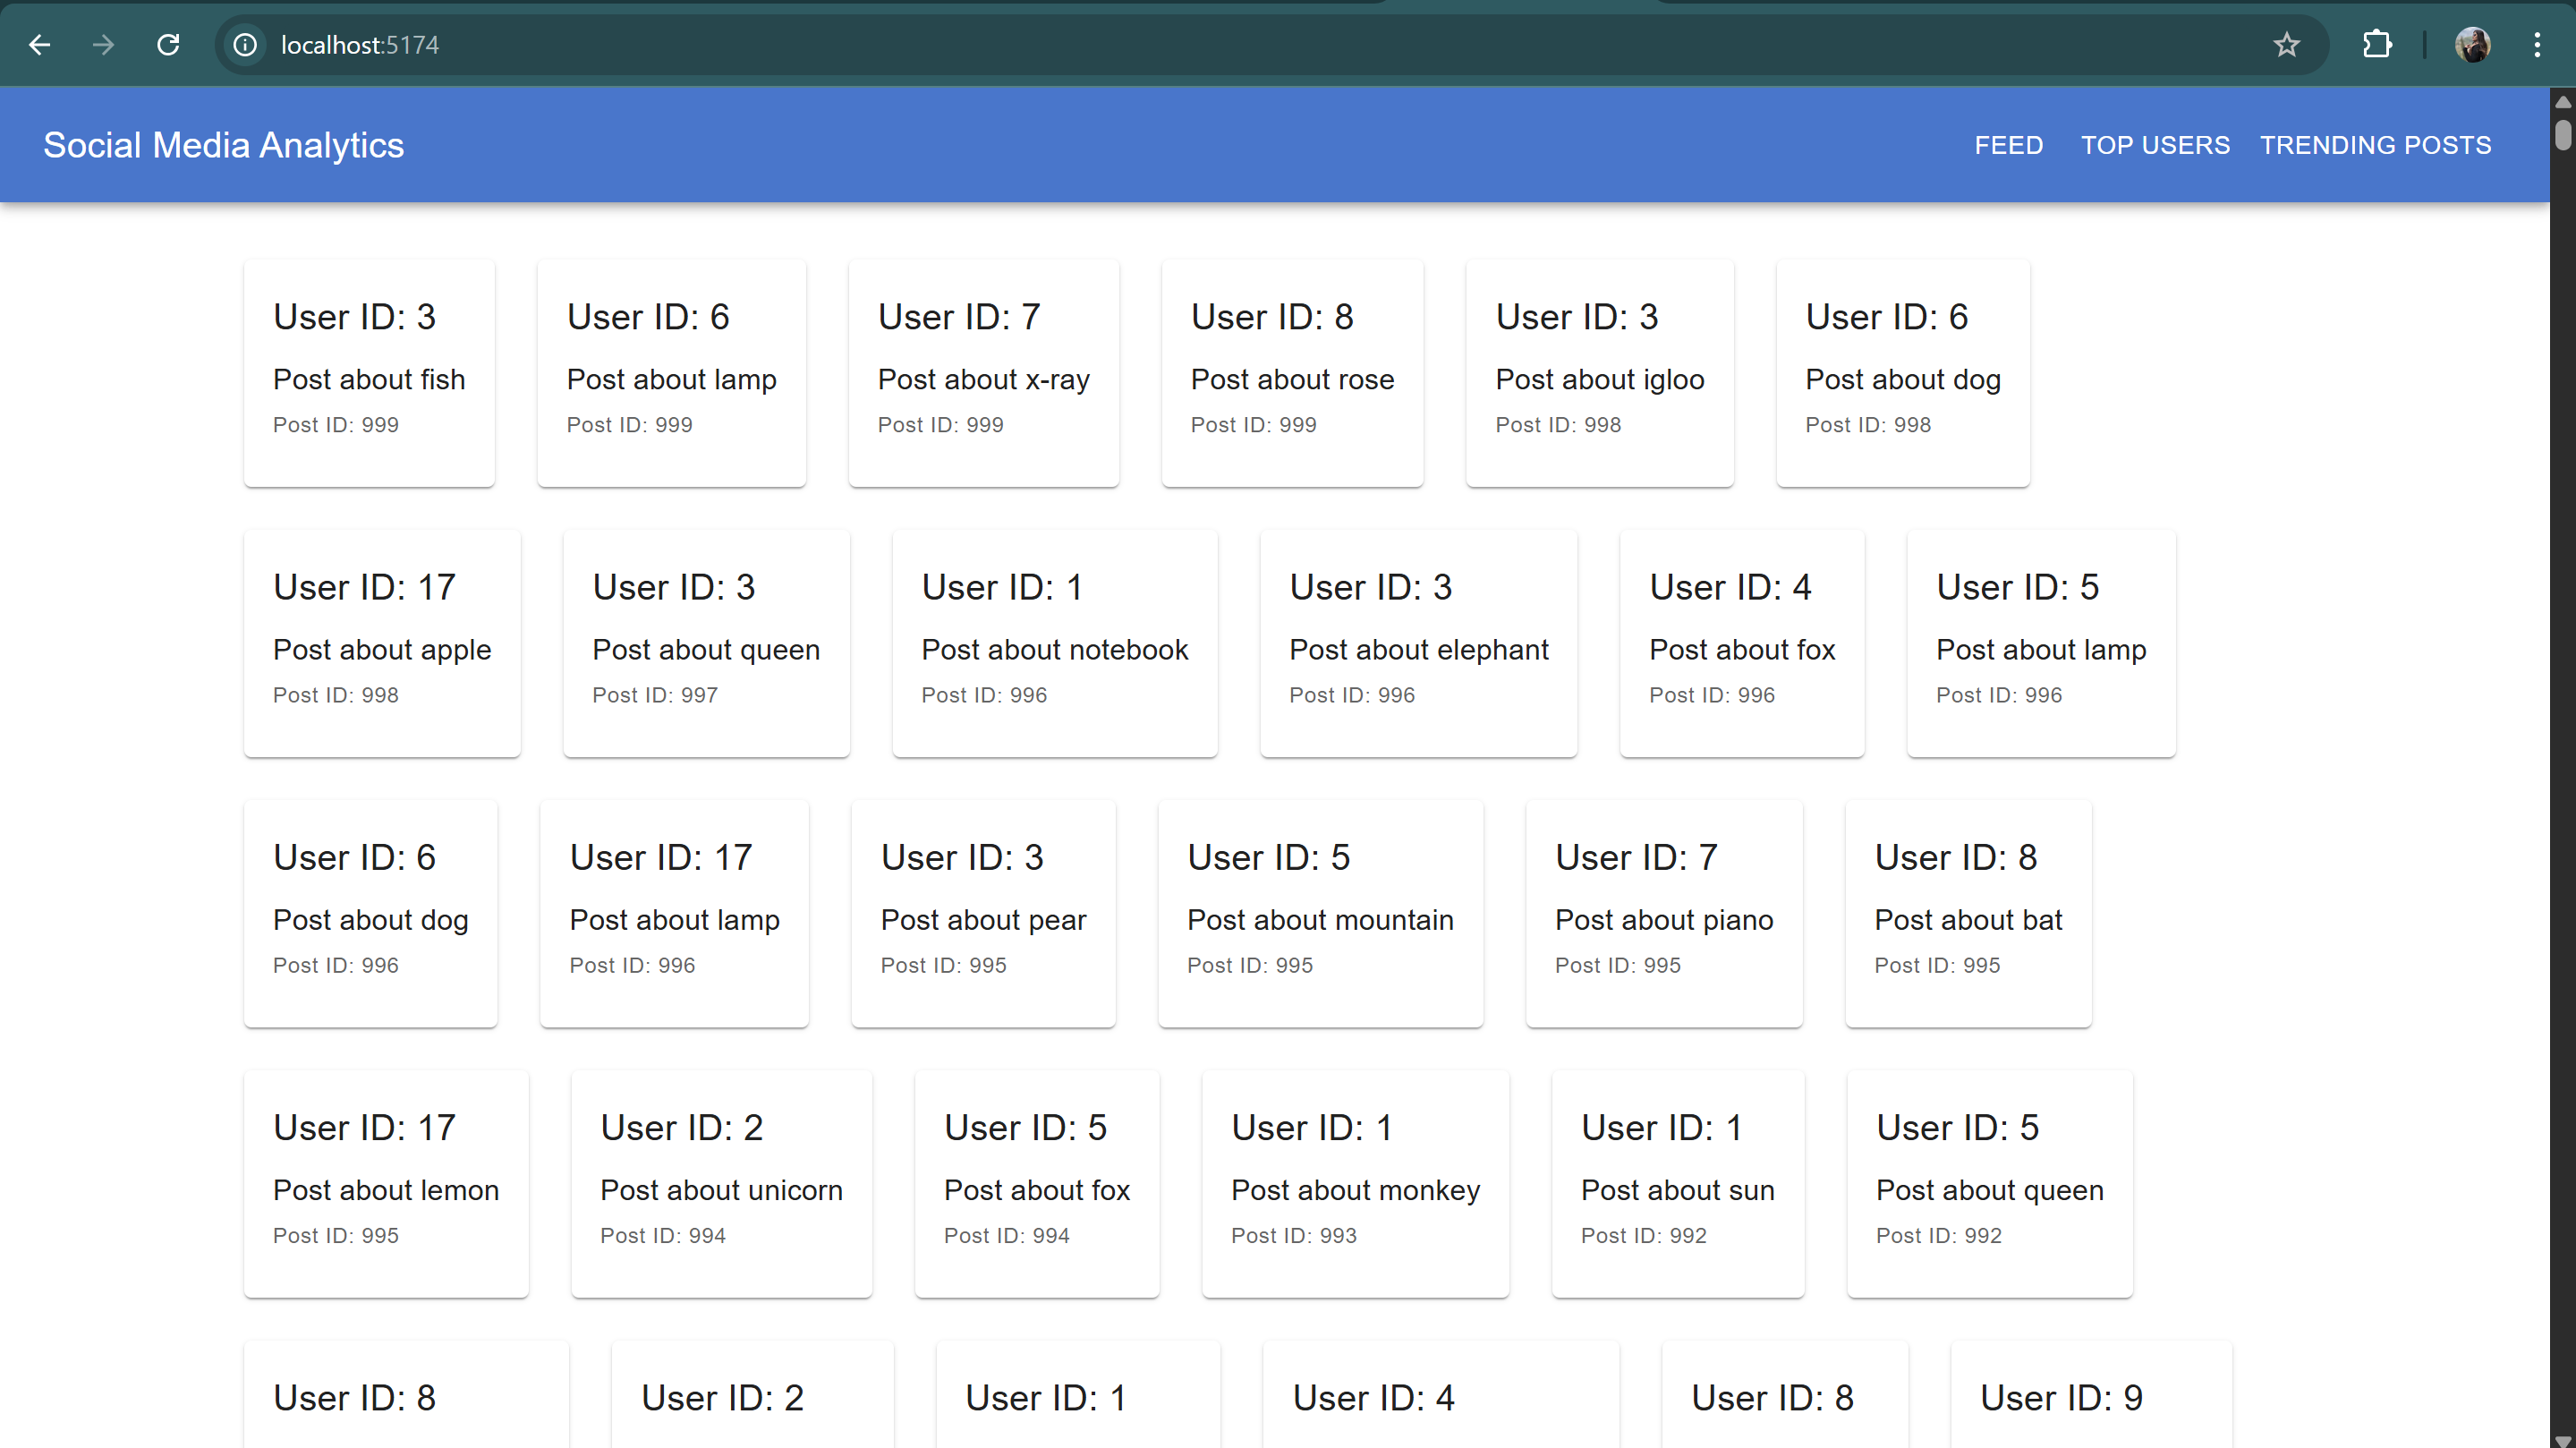 localhost:5174
Social Media Analytics
FEED TOP USERS TRENDING POSTS
User ID: 3
Post about fish
Post ID: 999
User ID: 6
Post about lamp
Post ID: 999
User ID: 7
Post about x-ray
Post ID: 999
User ID: 8
Post about rose
Post ID: 999
User ID: 3
Post about igloo
Post ID: 998
User ID: 6
Post about dog
Post ID: 998
User ID: 17
Post about apple
Post ID: 998
User ID: 3
Post about queen
Post ID: 997
User ID: 1
Post about notebook
Post ID: 996
User ID: 3
Post about elephant
Post ID: 996
User ID: 4
Post about fox
Post ID: 996
User ID: 5
Post about lamp
Post ID: 996
User ID: 6
Post about dog
Post ID: 996
User ID: 17
Post about lamp
Post ID: 996
User ID: 3
Post about pear
Post ID: 995
User ID: 5
Post about mountain
Post ID: 995
User ID: 7
Post about piano
Post ID: 995
User ID: 8
Post about bat
Post ID: 995
User ID: 17
Post about lemon
Post ID: 995
User ID: 2
Post about unicorn
Post ID: 994
User ID: 5
Post about fox
Post ID: 994
User ID: 1
Post about monkey
Post ID: 993
User ID: 1
Post about sun
Post ID: 992
User ID: 5
Post about queen
Post ID: 992
User ID: 8
User ID: 2
User ID: 1
User ID: 4
User ID: 8
User ID: 9